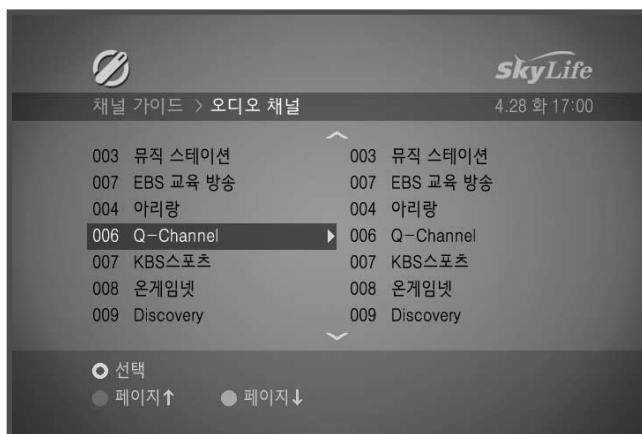 SkyLife
채널 가이드 > 오디오 채널 4.28 화 17:00
003 뮤직 스테이션 003 뮤직 스테이션
007 EBS 교육 방송 007 EBS 교육 방송
004 아리랑 004 아리랑
006 Q-Channel 006 Q-Channel
007 KBS스포츠 007 KBS스포츠
008 온게임넷 008 온게임넷
009 Discovery 009 Discovery
선택
페이지↑ 페이지↓